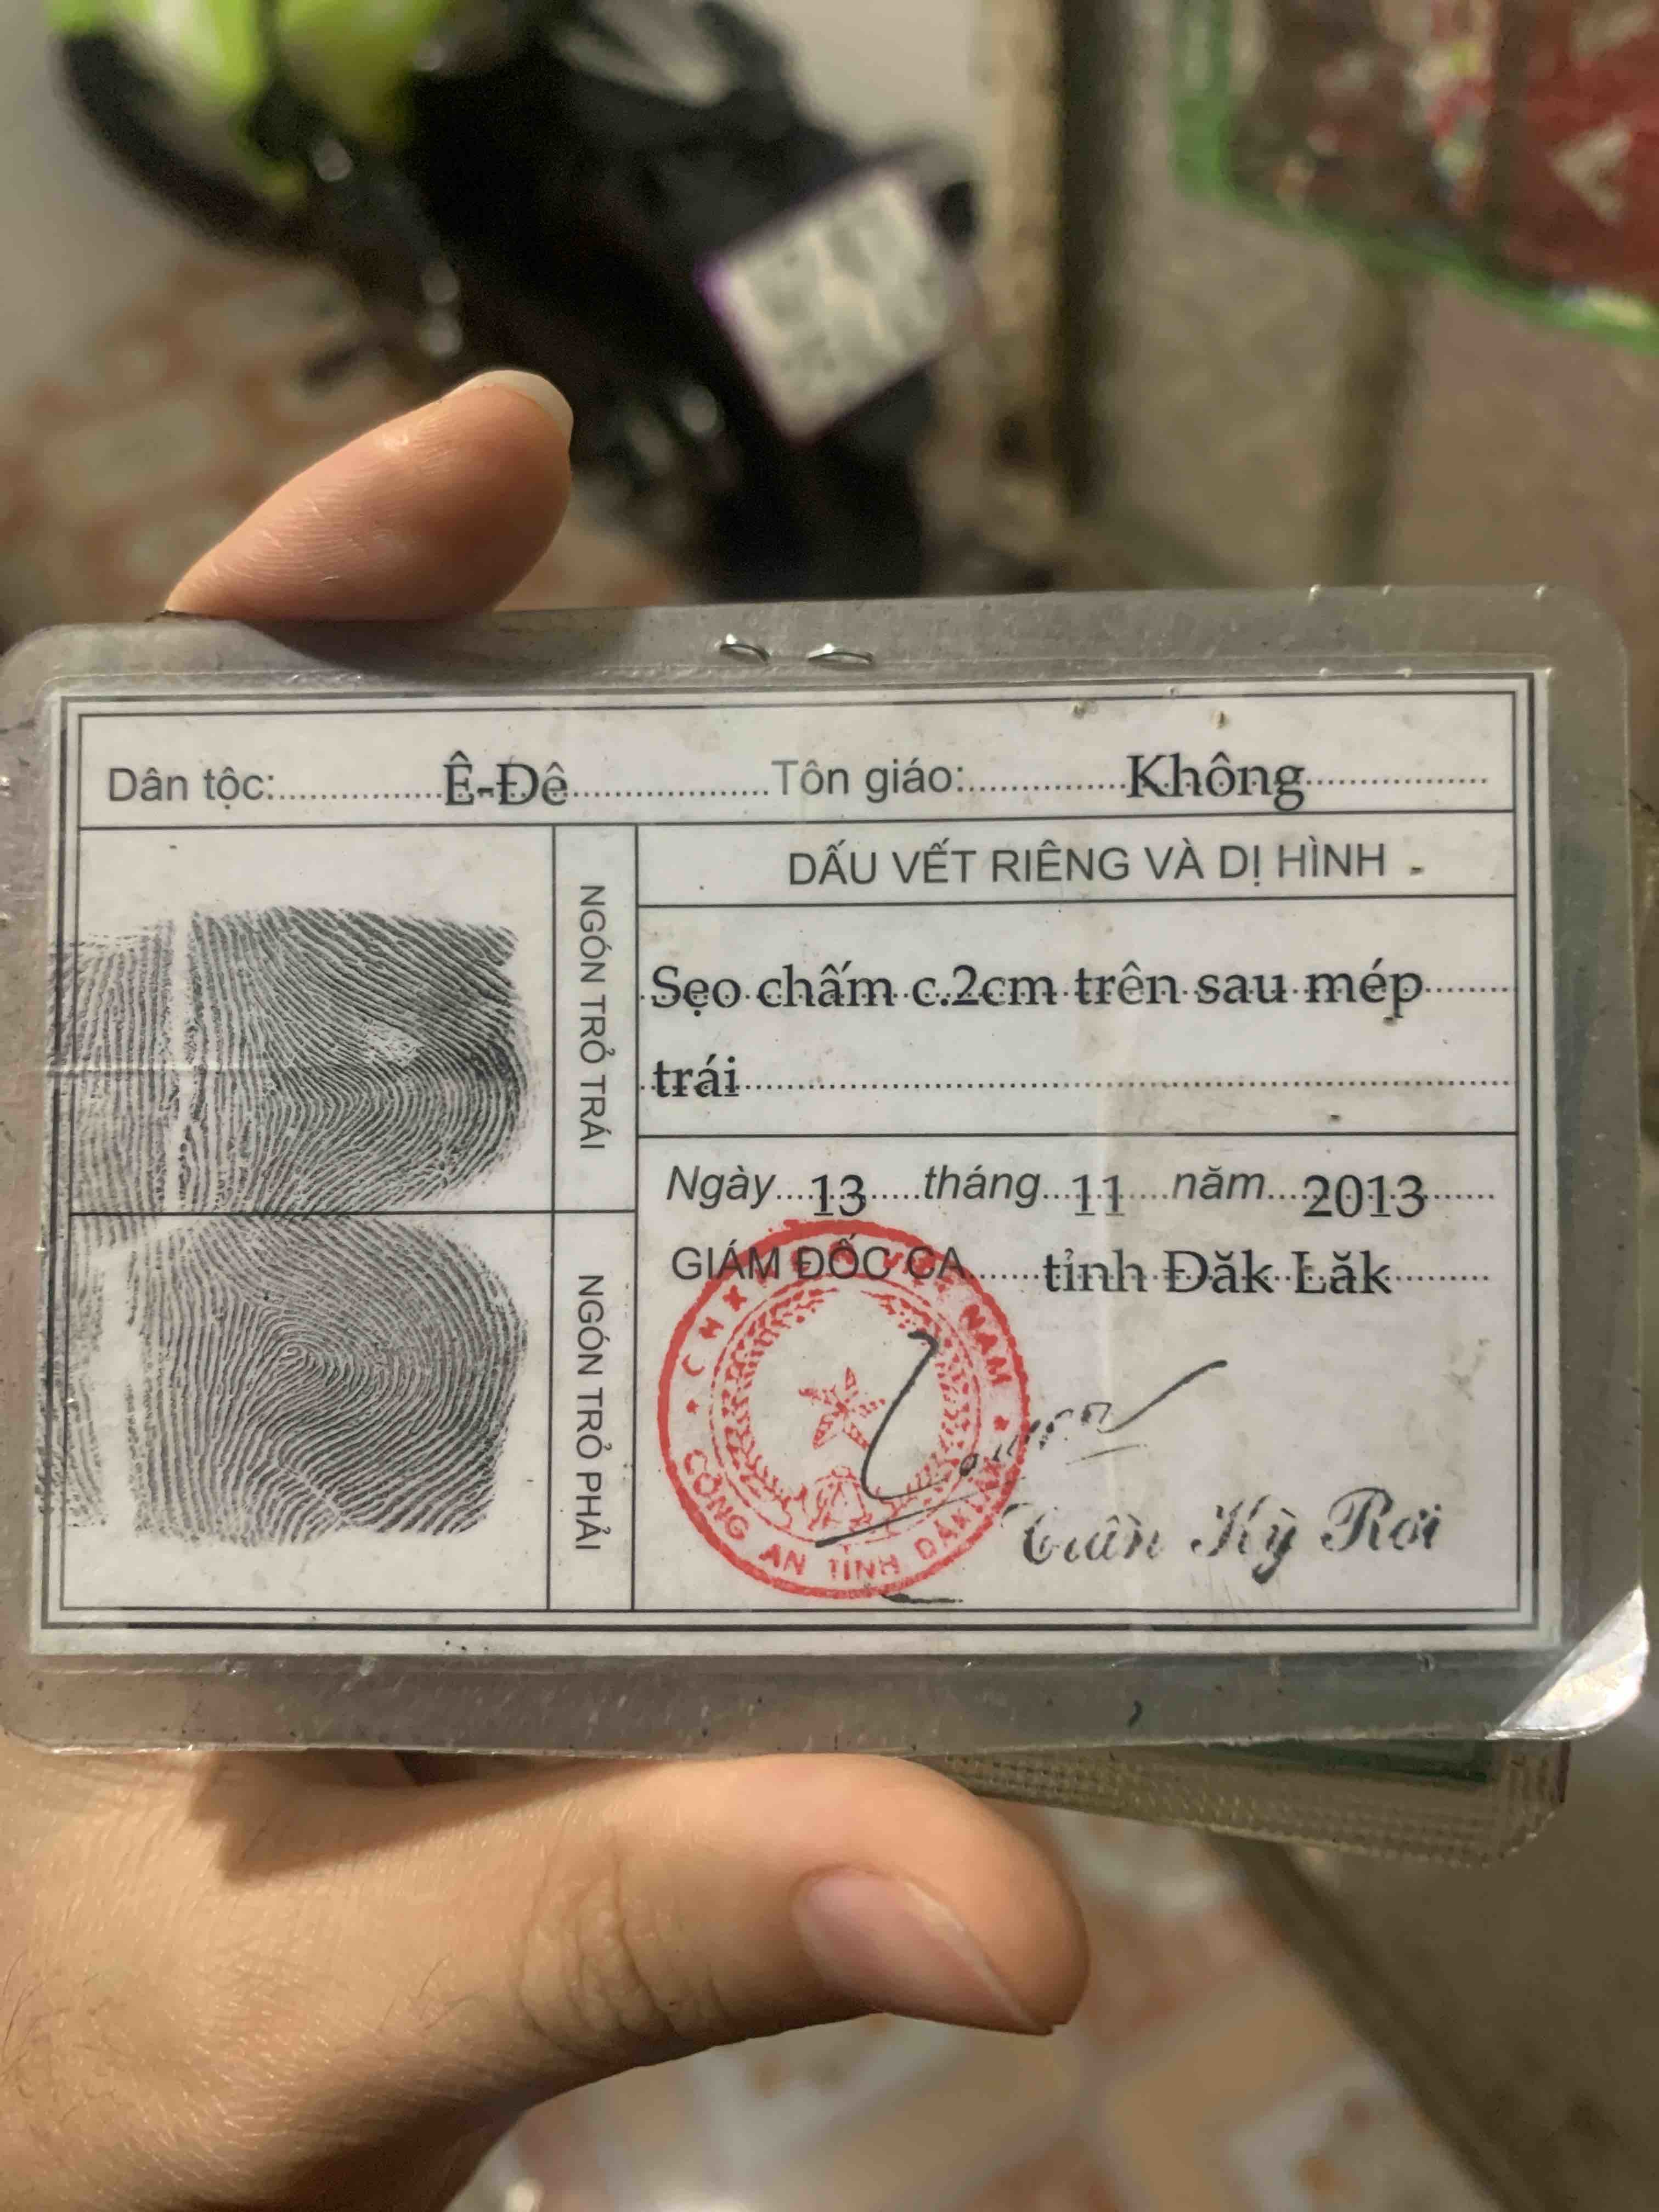 Dân tộc: Ê-Đê Tôn giáo: Không
NGÓN TRỎ TRÁI
NGÓN TRỎ PHẢI
DẤU VẾT RIÊNG VÀ DỊ HÌNH
Sẹo chấm c.2cm trên sau mép
trái
Ngày 13 tháng 11 năm 2013
GIÁM ĐỐC CA tỉnh Đăk Lăk
CÔNG AN TỈNH ĐĂKLĂK
Trần Kỳ Rơi